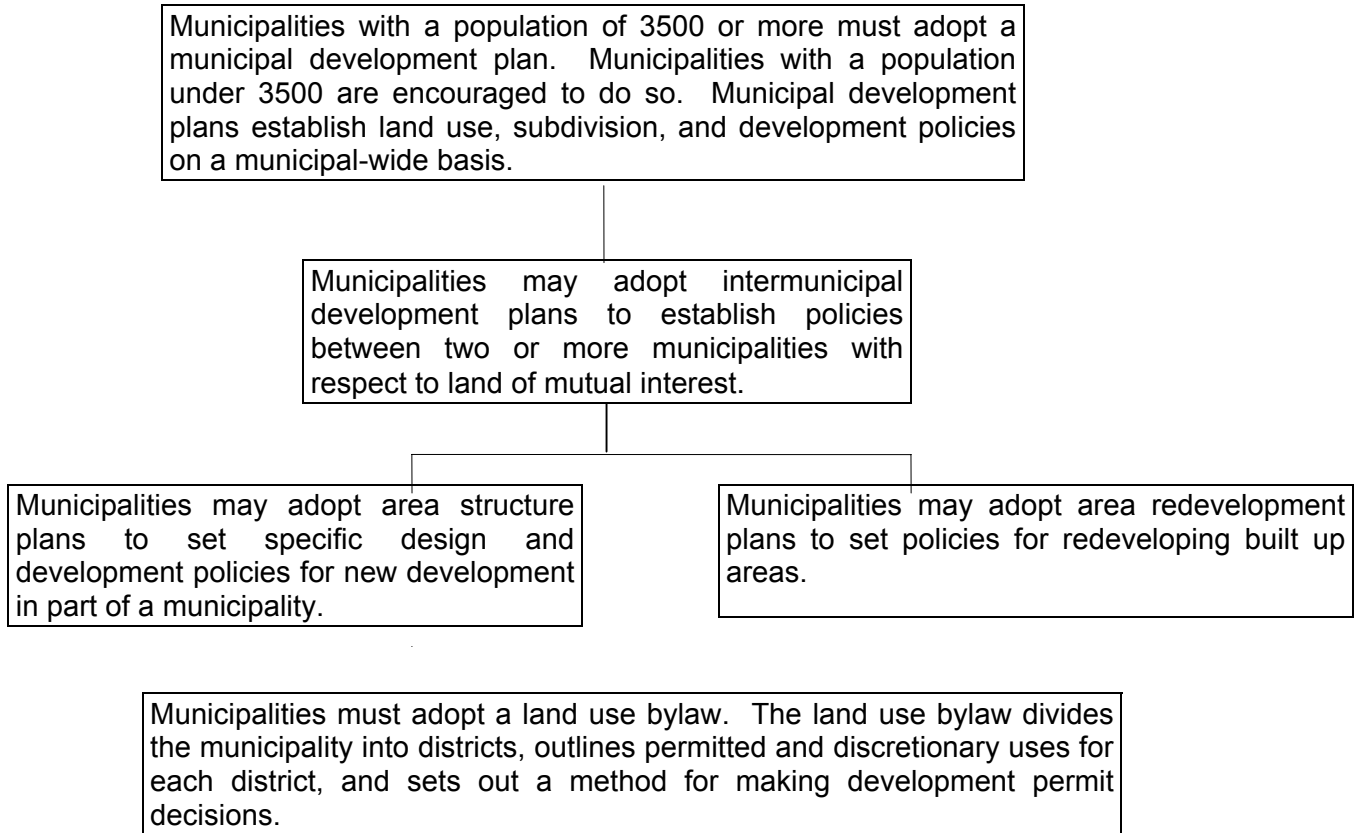 Municipalities with a population of 3500 or more must adopt a
municipal development plan. Municipalities with a population
under 3500 are encouraged to do so. Municipal development
plans establish land use, subdivision, and development policies
on a municipal-wide basis.
Municipalities may adopt intermunicipal
development plans to establish policies
between two or more municipalities with
respect to land of mutual interest.
Municipalities may adopt area structure
plans to set specific design and
development policies for new development
in part of a municipality.
Municipalities may adopt area redevelopment
plans to set policies for redeveloping built up
areas.
Municipalities must adopt a land use bylaw. The land use bylaw divides
the municipality into districts, outlines permitted and discretionary uses for
each district, and sets out a method for making development permit
decisions.